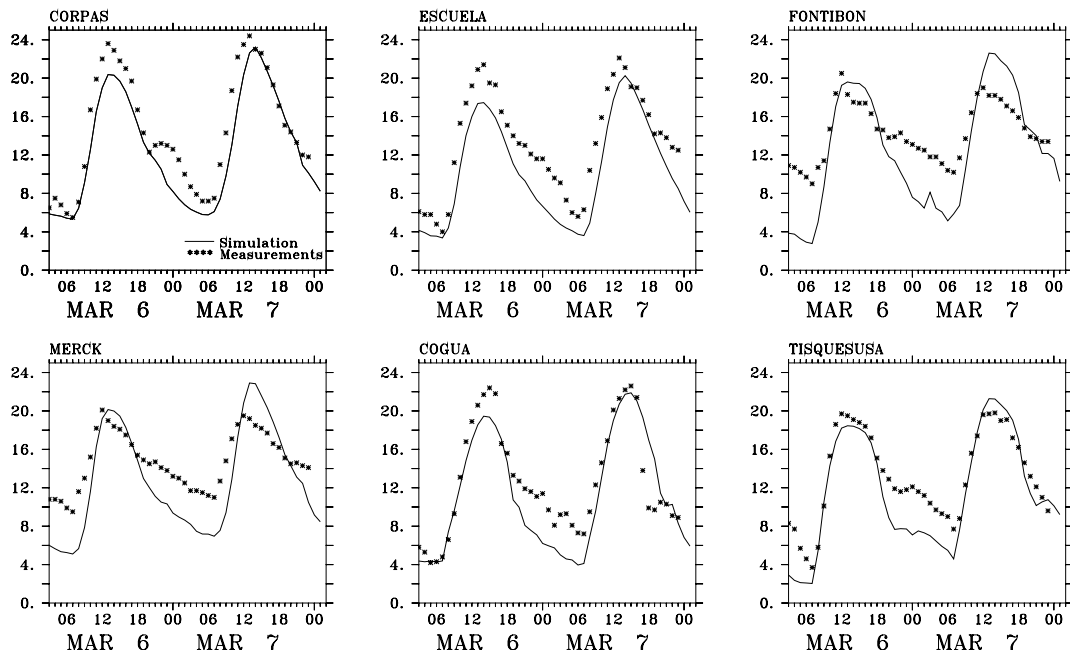 CORPAS
24.
20.
16.
12.
8.
4.
0.
Simulation
Measurements
06 12 18 00 06 12 18 00
MAR 6 MAR 7
ESCUELA
24.
20.
16.
12.
8.
4.
0.
06 12 18 00 06 12 18 00
MAR 6 MAR 7
FONTIBON
24.
20.
16.
12.
8.
4.
0.
06 12 18 00 06 12 18 00
MAR 6 MAR 7
MERCK
24.
20.
16.
12.
8.
4.
0.
06 12 18 00 06 12 18 00
MAR 6 MAR 7
COGUA
24.
20.
16.
12.
8.
4.
0.
06 12 18 00 06 12 18 00
MAR 6 MAR 7
TISQUESUSA
24.
20.
16.
12.
8.
4.
0.
06 12 18 00 06 12 18 00
MAR 6 MAR 7